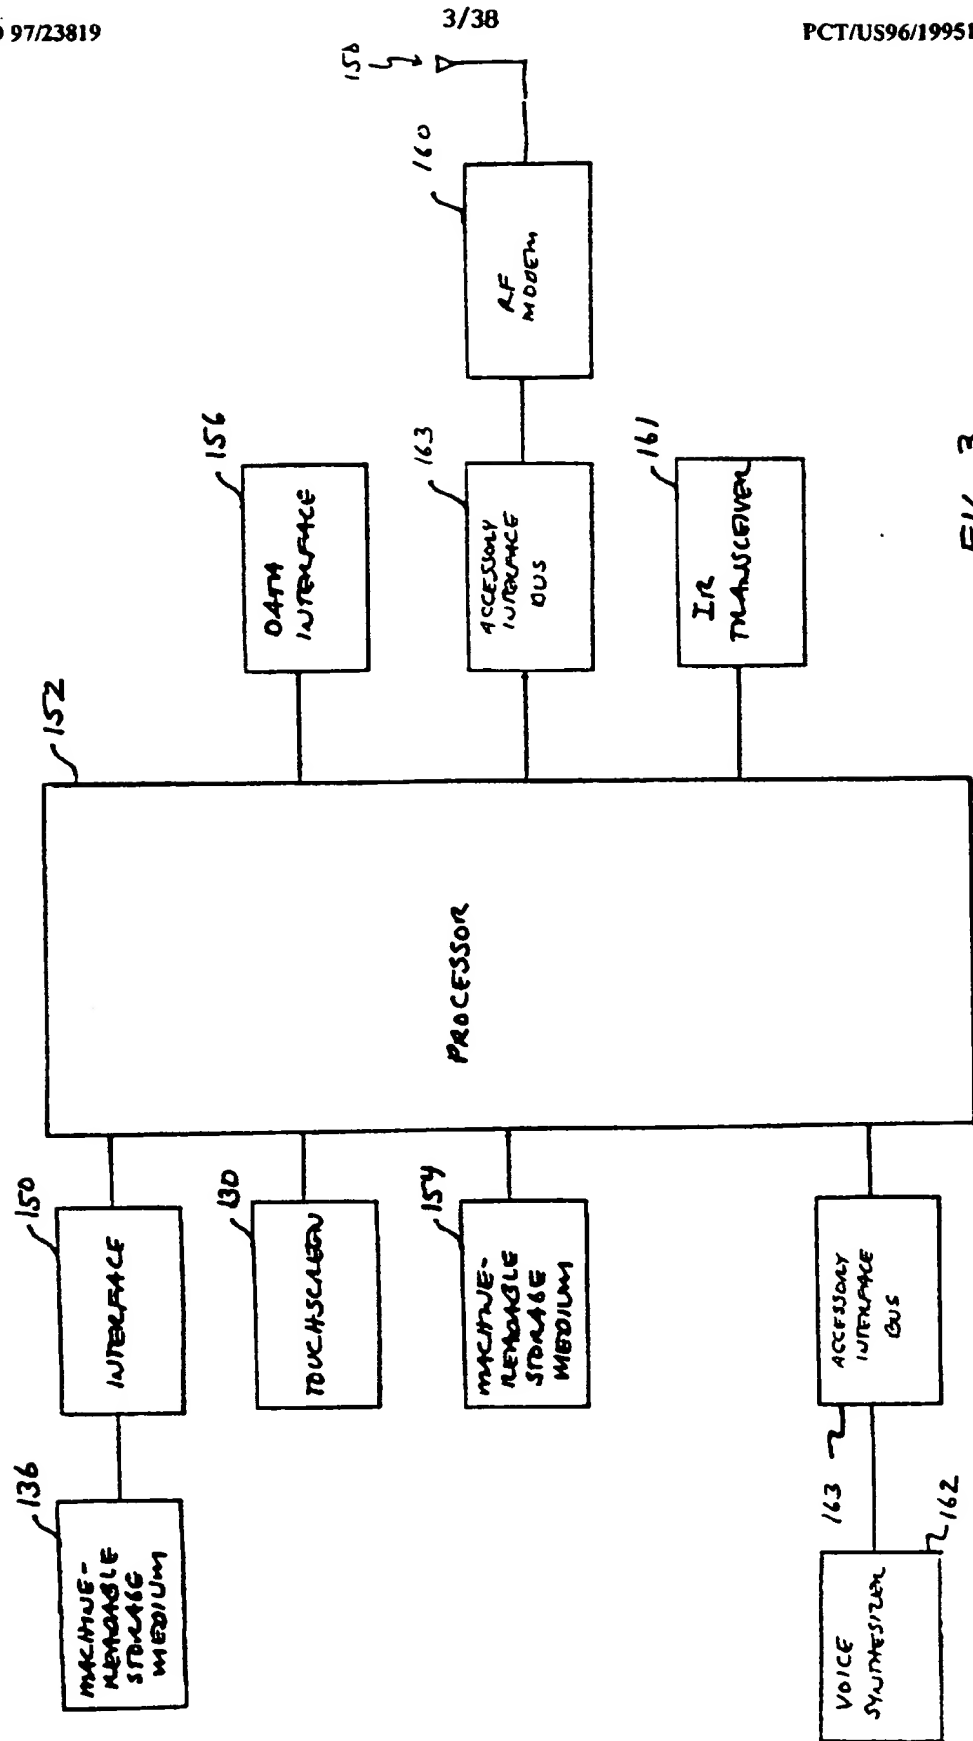 97/23819
3/38
PCT/US96/19951
160
RF
MODEM
156
DATA
INTERFACE
163
ACCESSORY
INTERFACE
BUS
161
IR
TRANSCEIVER
152
PROCESSOR
150
INTERFACE
130
TOUCHSCREEN
154
MACHINE-
READABLE
STORAGE
MEDIUM
ACCESSORY
INTERFACE
BUS
136
MACHINE-
READABLE
STORAGE
MEDIUM
163
162
VOICE
SYNTHESIZER